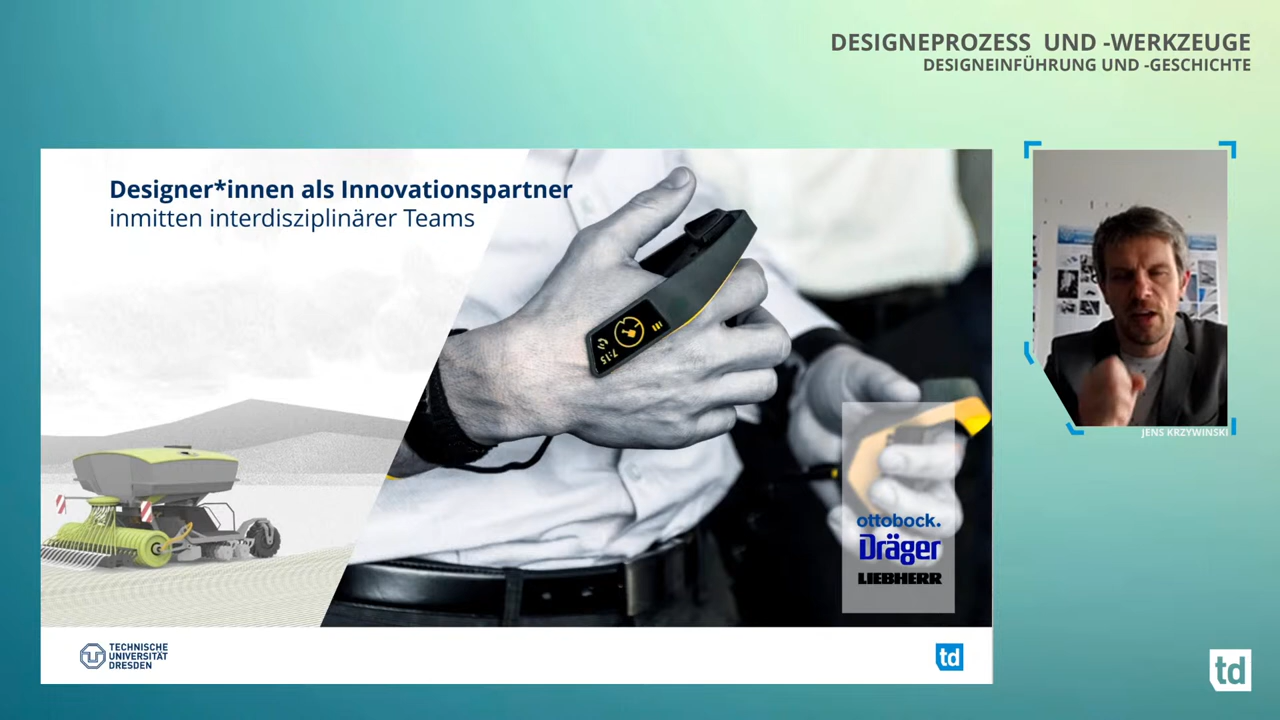 DESIGNEPROZESS UND -WERKZEUGE
DESIGNEINFÜHRUNG UND -GESCHICHTE
Designer*innen als Innovationspartner
inmitten interdisziplinärer Teams
7:15
ottobock.
Dräger
LIEBHERR
JENS KRZYWINSKI
TECHNISCHE
UNIVERSITÄT
DRESDEN
td
td